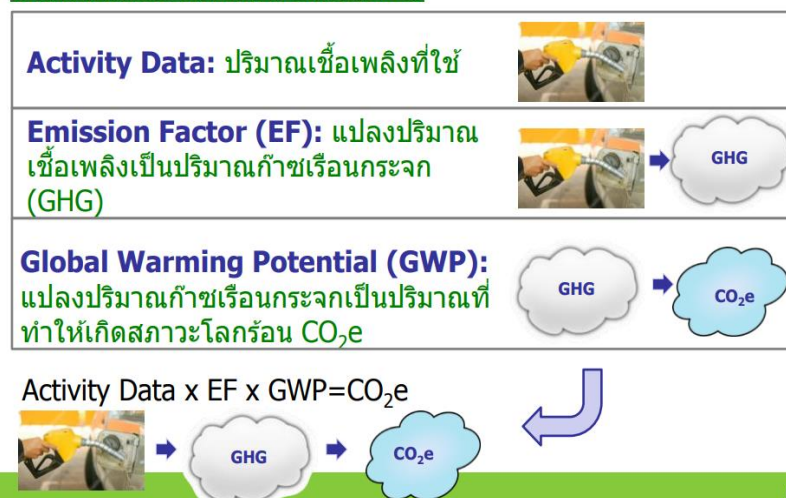 Activity Data: ปริมาณเชื้อเพลิงที่ใช้
Emission Factor (EF): แปลงปริมาณ
เชื้อเพลิงเป็นปริมาณก๊าซเรือนกระจก
(GHG)
GHG
Global Warming Potential (GWP):
แปลงปริมาณก๊าซเรือนกระจกเป็นปริมาณที่
ทำให้เกิดสภาวะโลกร้อน CO₂e
GHG
CO₂e
Activity Data x EF x GWP=CO₂e
GHG
CO₂e